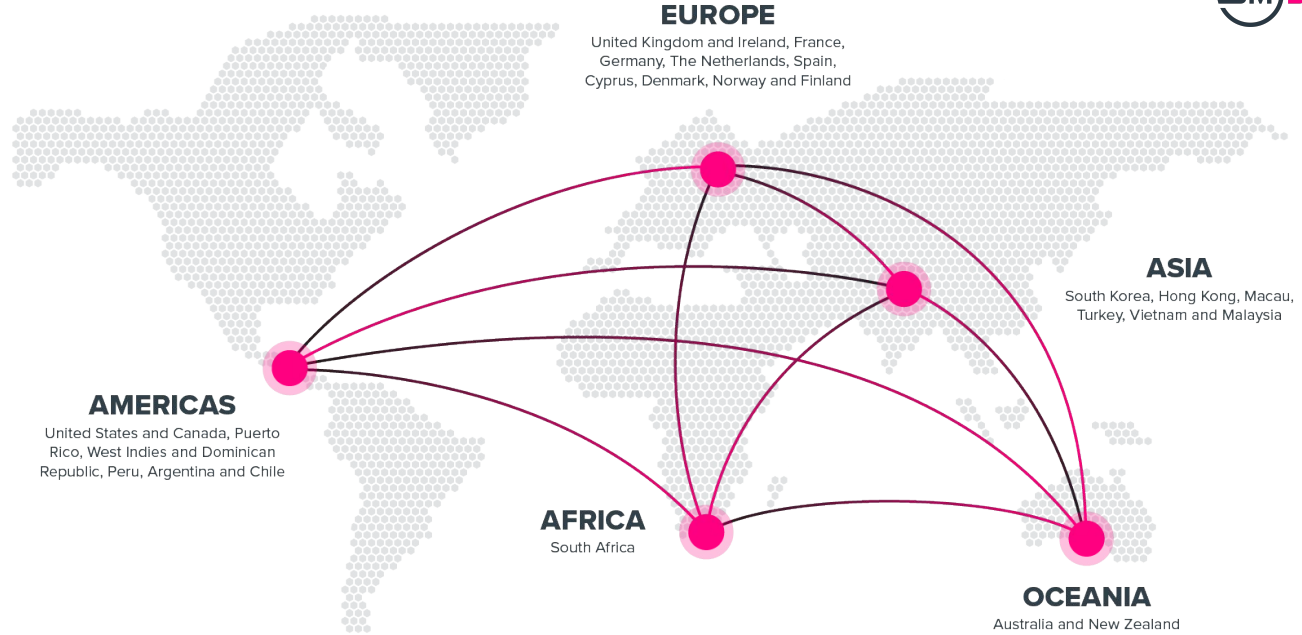 EUROPE
United Kingdom and Ireland, France,
Germany, The Netherlands, Spain,
Cyprus, Denmark, Norway and Finland
ASIA
South Korea, Hong Kong, Macau,
Turkey, Vietnam and Malaysia
AMERICAS
United States and Canada, Puerto
Rico, West Indies and Dominican
Republic, Peru, Argentina and Chile
AFRICA
South Africa
OCEANIA
Australia and New Zealand